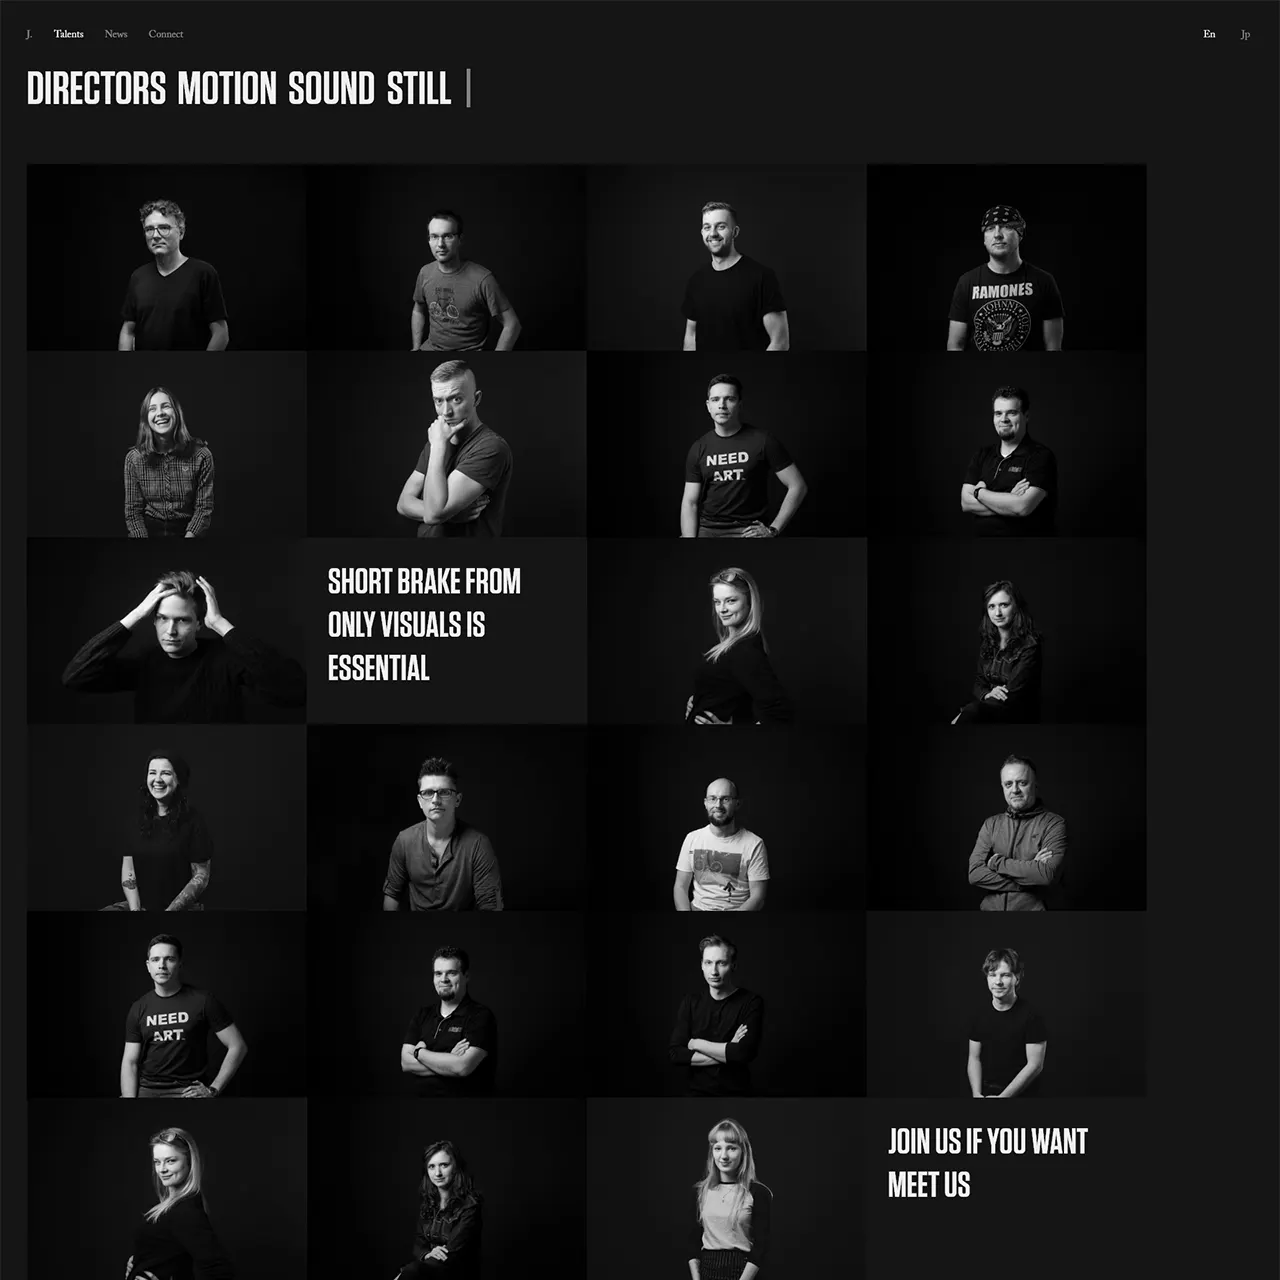 J. Talents News Connect En Jp
DIRECTORS MOTION SOUND STILL |
RAMONES
JOHNNY
NEED
ART.
SHORT BRAKE FROM
ONLY VISUALS IS
ESSENTIAL
NEED
ART.
JOIN US IF YOU WANT
MEET US